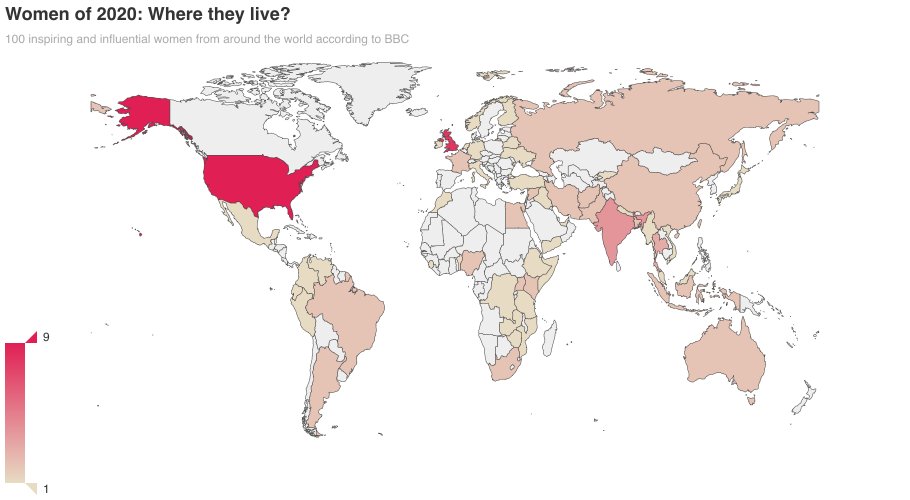 Women of 2020: Where they live?
100 inspiring and influential women from around the world according to BBC
9
1